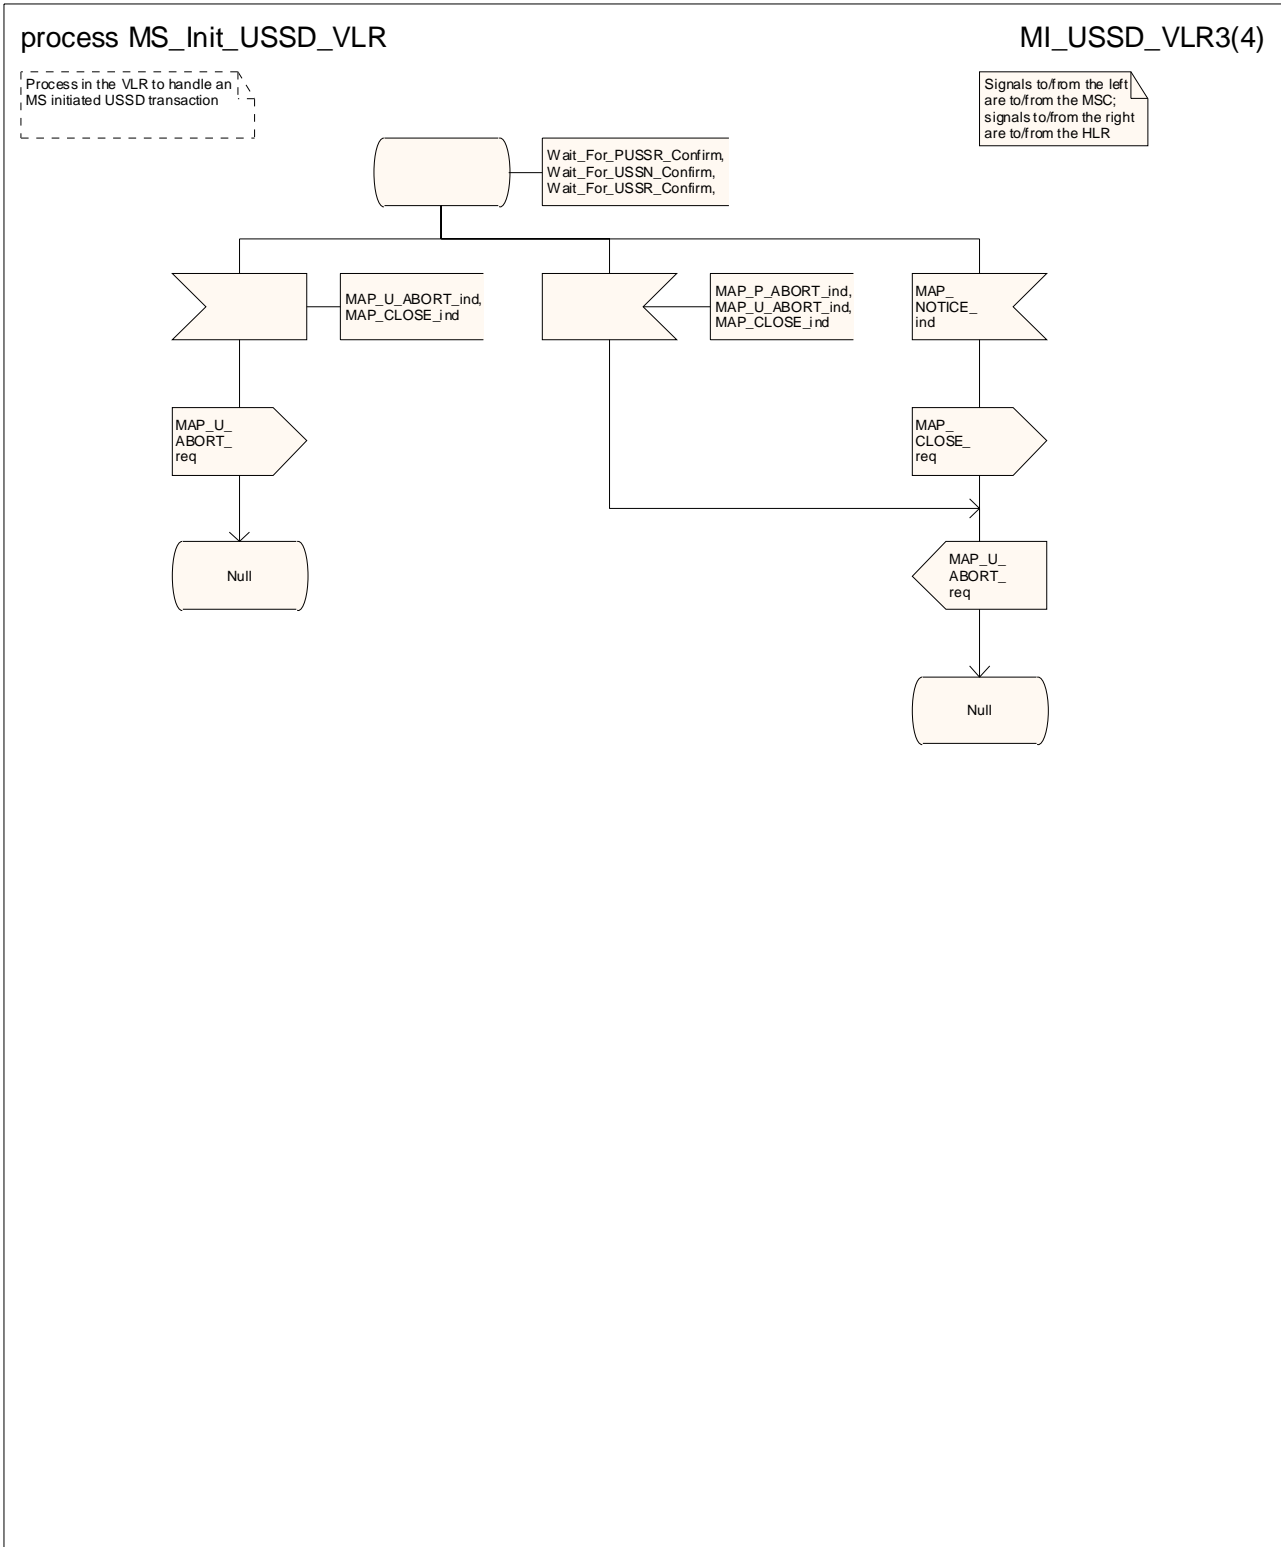 process MS_Init_USSD_VLR
MI_USSD_VLR3(4)
Process in the VLR to handle an
MS initiated USSD transaction
Signals to/from the left
are to/from the MSC;
signals to/from the right
are to/from the HLR
Wait_For_PUSSR_Confirm,
Wait_For_USSN_Confirm,
Wait_For_USSR_Confirm,
MAP_U_ABORT_ind,
MAP_CLOSE_ind
MAP_P_ABORT_ind,
MAP_U_ABORT_ind,
MAP_CLOSE_ind
MAP_
NOTICE_
ind
MAP_U_
ABORT_
req
MAP_
CLOSE_
req
Null
MAP_U_
ABORT_
req
Null